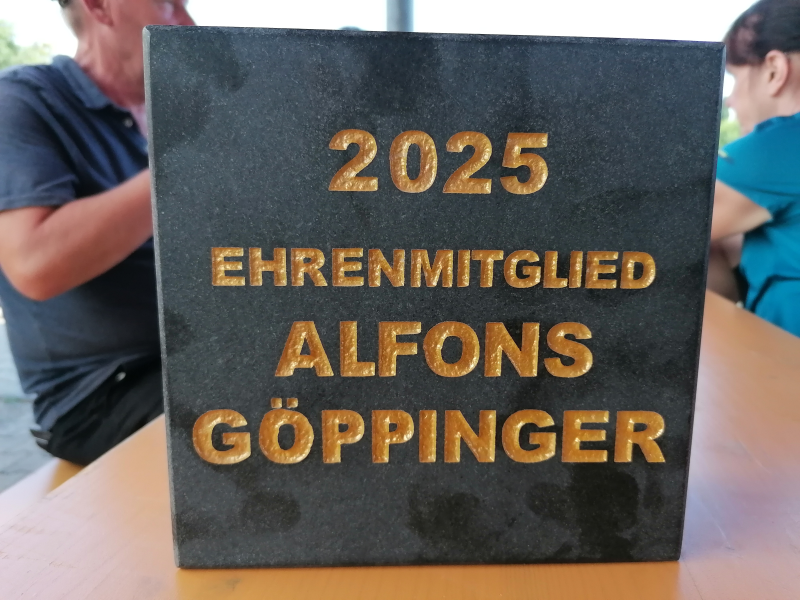 2025
EHRENMITGLIED
ALFONS
GÖPPINGER